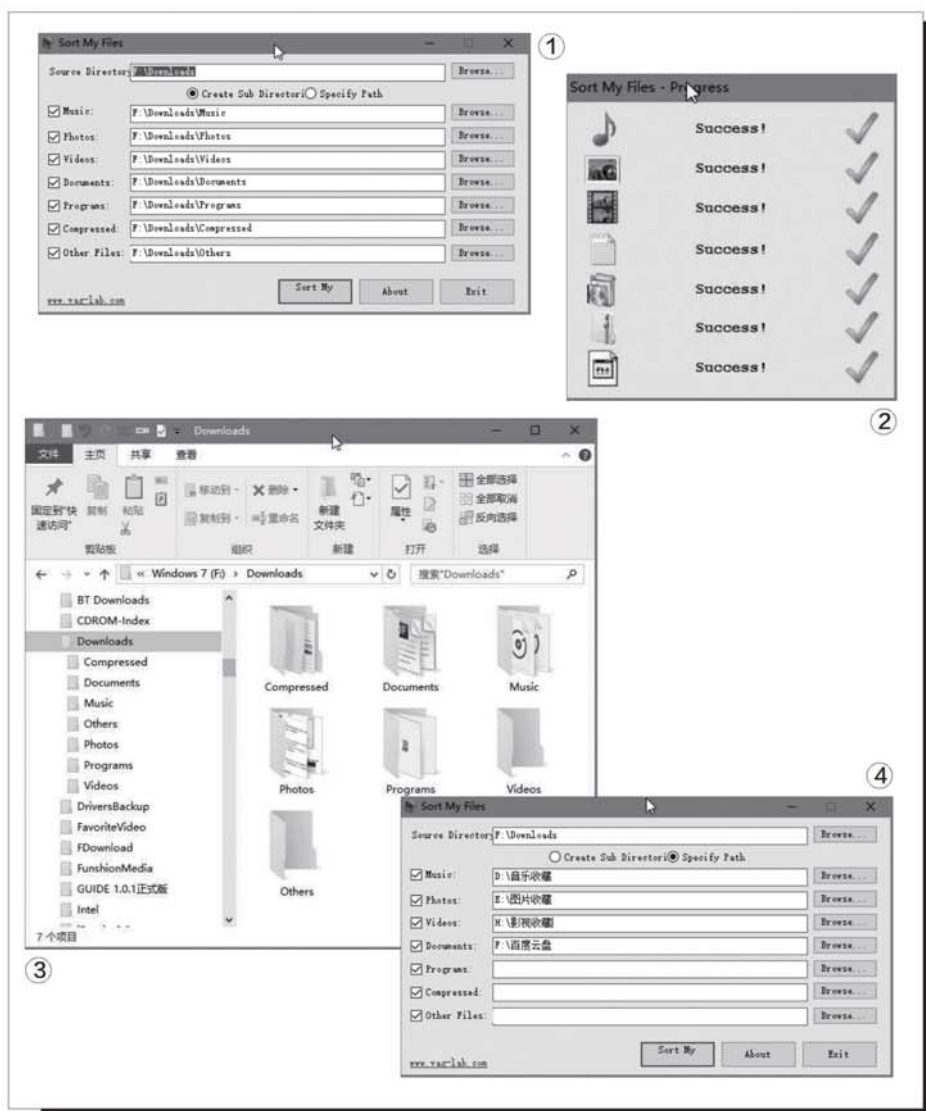 Sort My Files
①
Source Directory F:\Downloads Browse...
Create Sub Directori Specify Path
Music: F:\Downloads\Music Browse...
Photos: F:\Downloads\Photos Browse...
Videos: F:\Downloads\Videos Browse...
Documents: F:\Downloads\Documents Browse...
Programs: F:\Downloads\Programs Browse...
Compressed: F:\Downloads\Compressed Browse...
Other Files: F:\Downloads\Others Browse...
Sort My About Exit
www.var-lab.com
Sort My Files - Progress
Success!
Success!
Success!
Success!
Success!
Success!
Success!
②
Downloads
文件 主页 共享 查看
固定到"快速访问" 复制 粘贴
移动到 删除
复制到 重命名
新建文件夹
属性
全部选择
全部取消
反向选择
剪贴板 组织 新建 打开 选择
« Windows 7 (F:) › Downloads
搜索"Downloads"
BT Downloads
CDROM-Index
Downloads
Compressed
Documents
Music
Others
Photos
Programs
Videos
DriversBackup
FavoriteVideo
FDownload
FunshionMedia
GUIDE 1.0.1正式版
Intel
Compressed Documents Music
Photos Programs Videos
Others
7 个项目
③
④
Sort My Files
Source Directory F:\Downloads Browse...
Create Sub Directori Specify Path
Music: D:\音乐收藏 Browse...
Photos: E:\图片收藏 Browse...
Videos: H:\影视收藏 Browse...
Documents: F:\百度云盘 Browse...
Programs: Browse...
Compressed: Browse...
Other Files: Browse...
Sort My About Exit
www.var-lab.com